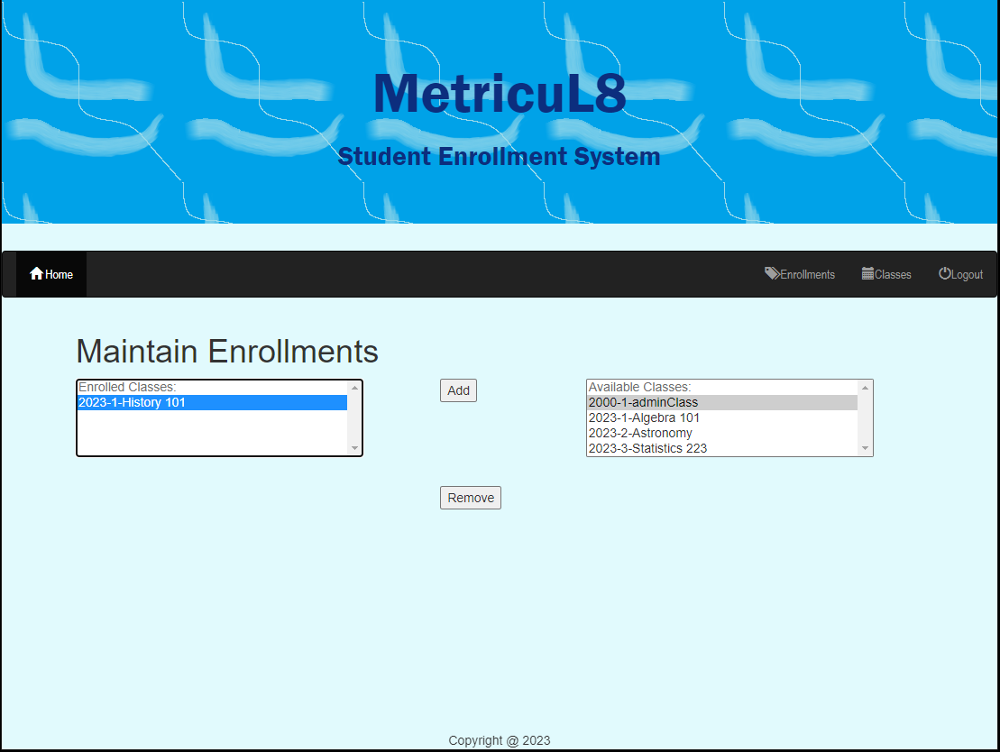 MetricuL8
Student Enrollment System
Home
Enrollments
Classes
Logout
Maintain Enrollments
Enrolled Classes:
2023-1-History 101
Add
Remove
Available Classes:
2000-1-adminClass
2023-1-Algebra 101
2023-2-Astronomy
2023-3-Statistics 223
Copyright @ 2023